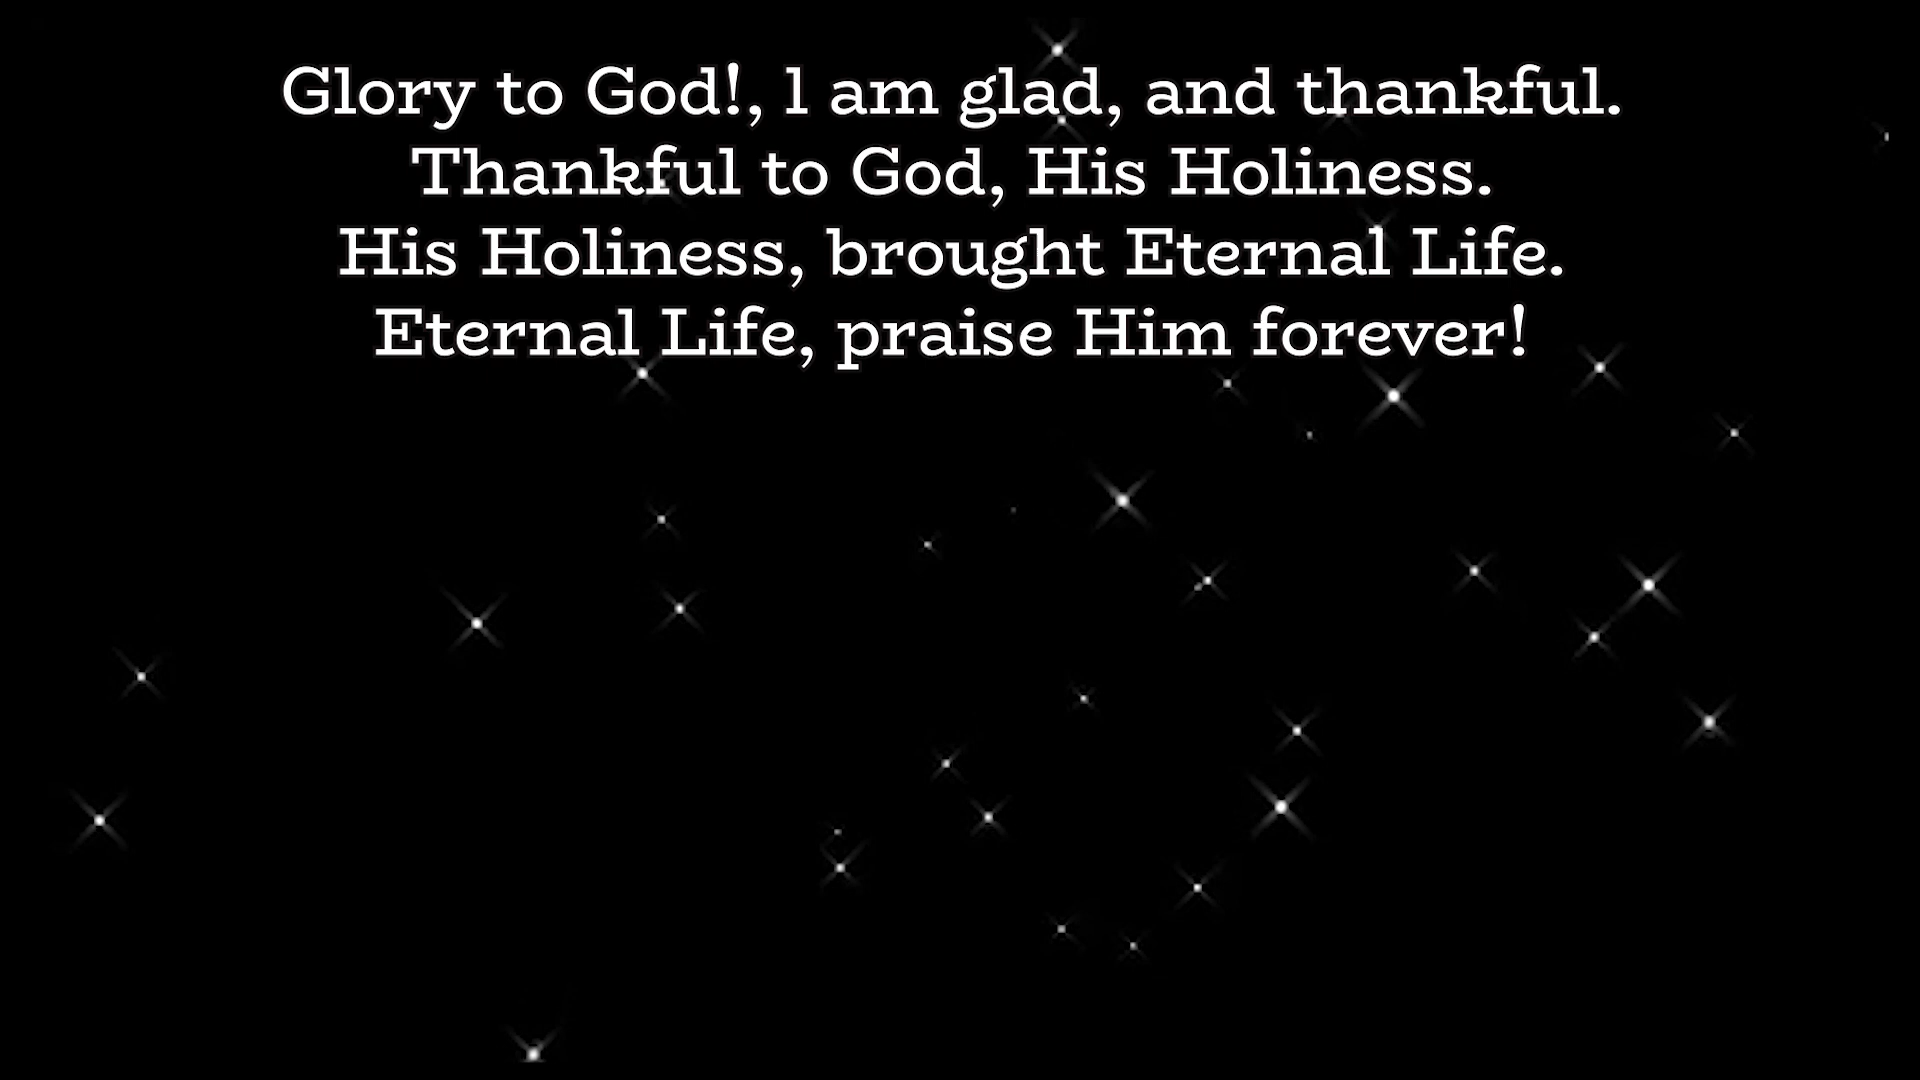 Glory to God!, l am glad, and thankful.
Thankful to God, His Holiness.
His Holiness, brought Eternal Life.
Eternal Life, praise Him forever!